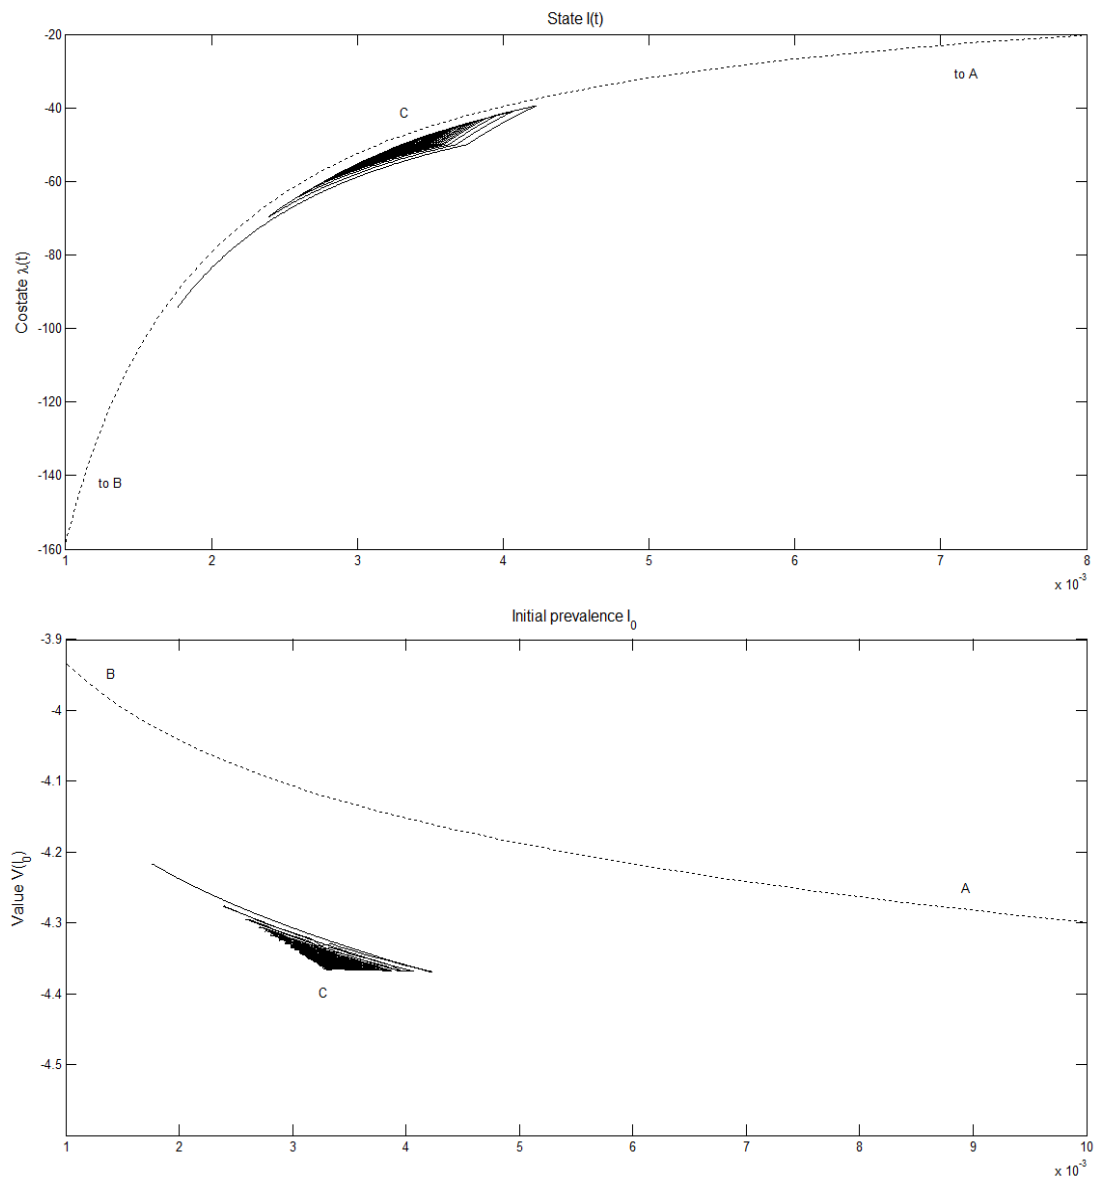 State I(t)
-20
to A
-40
C
-60
-80
Costate λ(t)
-100
-120
-140
to B
-160
1 2 3 4 5 6 7 8
x 10^-3
Initial prevalence I_0
-3.9
B
-4
-4.1
-4.2
Value V(I_0)
A
-4.3
C
-4.4
-4.5
1 2 3 4 5 6 7 8 9 10
x 10^-3